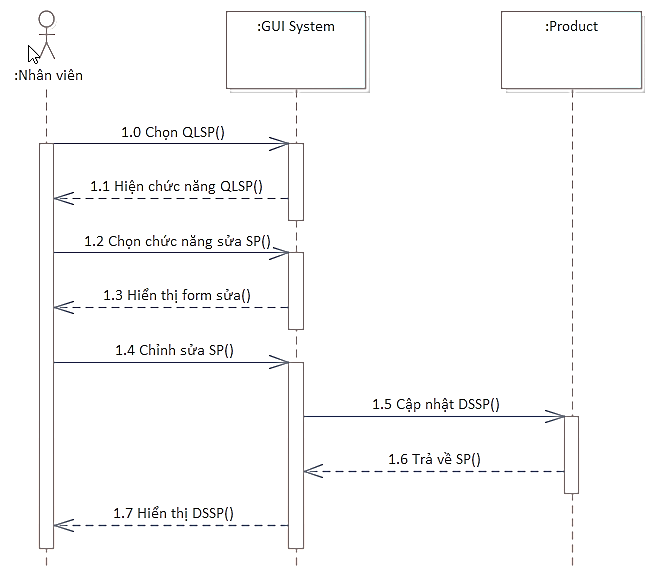 :Nhân viên
:GUI System
:Product
1.0 Chọn QLSP()
1.1 Hiện chức năng QLSP()
1.2 Chọn chức năng sửa SP()
1.3 Hiển thị form sửa()
1.4 Chỉnh sửa SP()
1.5 Cập nhật DSSP()
1.6 Trả về SP()
1.7 Hiển thị DSSP()